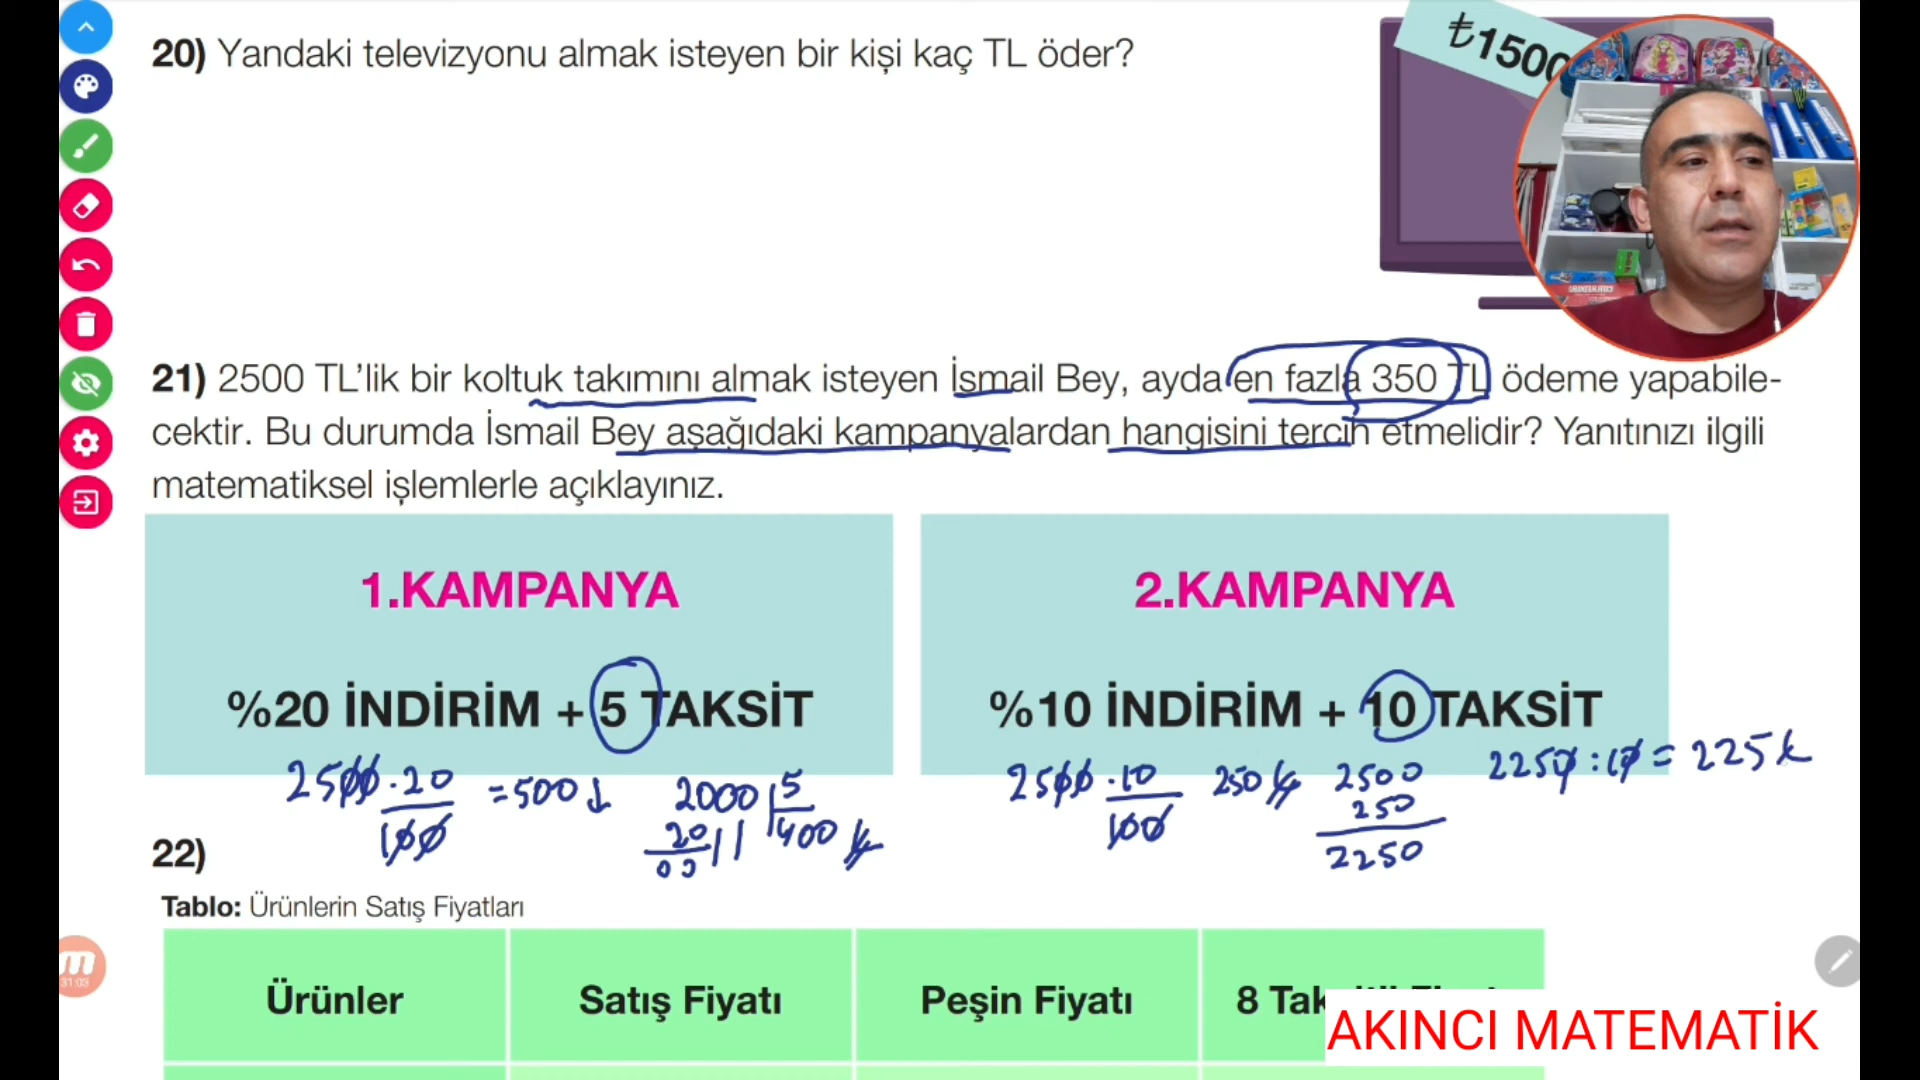 20) Yandaki televizyonu almak isteyen bir kişi kaç TL öder?
₺1500
21) 2500 TL’lik bir koltuk takımını almak isteyen İsmail Bey, ayda en fazla 350 TL ödeme yapabile-
cektir. Bu durumda İsmail Bey aşağıdaki kampanyalardan hangisini tercih etmelidir? Yanıtınızı ilgili
matematiksel işlemlerle açıklayınız.
1.KAMPANYA
%20 İNDİRİM + 5 TAKSİT
2.KAMPANYA
%10 İNDİRİM + 10 TAKSİT
2500 · 20
100
= 500
2000 5
20 400
00
2500 · 10
100
250
2500
250
2250
2250 : 10 = 225
22)
Tablo: Ürünlerin Satış Fiyatları
Ürünler Satış Fiyatı Peşin Fiyatı 8
AKINCI MATEMATİK
31:03